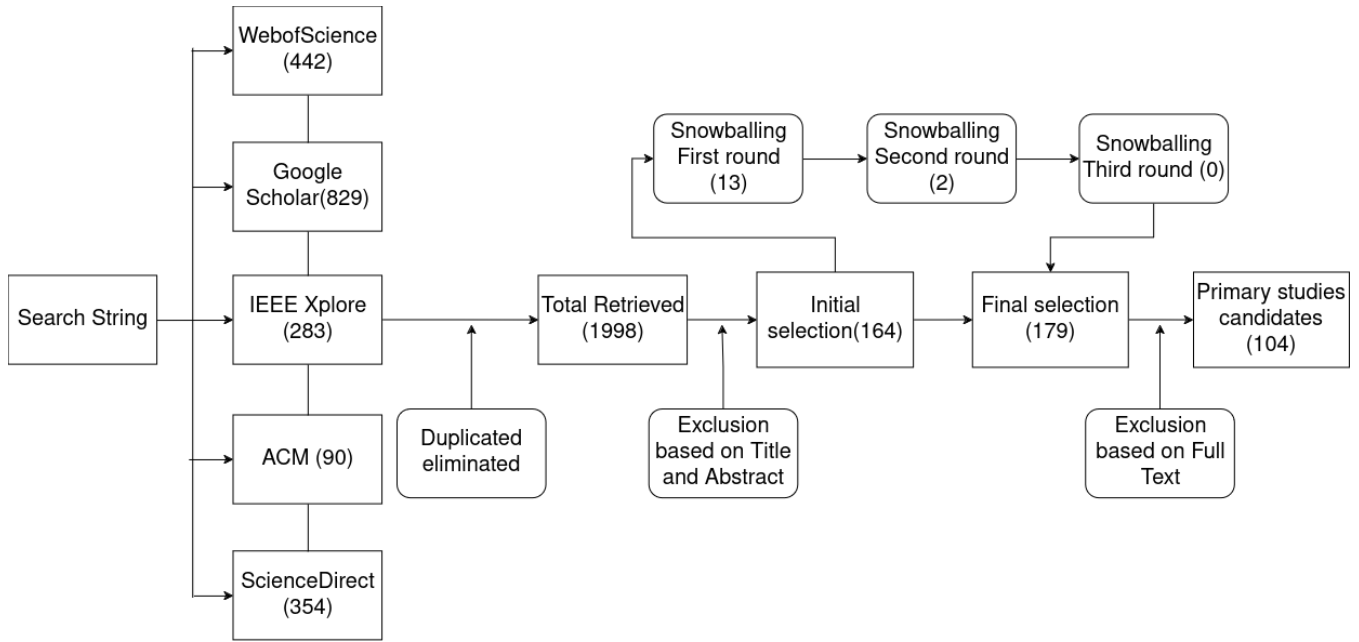 WebofScience
(442)
Google
Scholar(829)
Search String
IEEE Xplore
(283)
ACM (90)
ScienceDirect
(354)
Duplicated
eliminated
Total Retrieved
(1998)
Exclusion
based on Title
and Abstract
Initial
selection(164)
Snowballing
First round
(13)
Snowballing
Second round
(2)
Snowballing
Third round (0)
Final selection
(179)
Exclusion
based on Full
Text
Primary studies
candidates
(104)